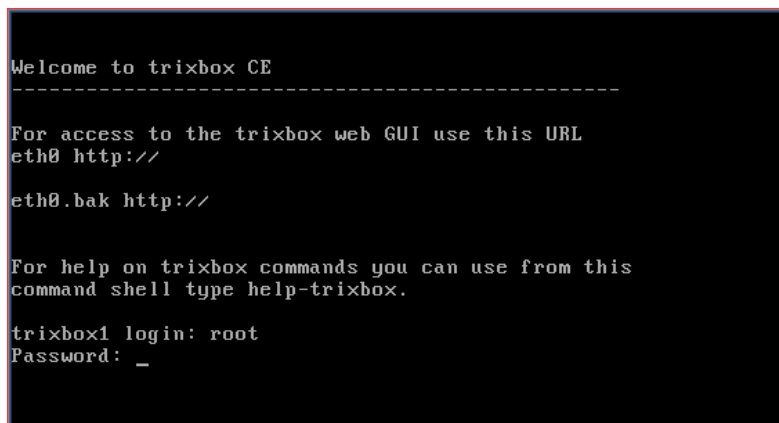 Welcome to trixbox CE
-------------------------------------------------
For access to the trixbox web GUI use this URL
eth0 http://
eth0.bak http://
For help on trixbox commands you can use from this
command shell type help-trixbox.
trixbox1 login: root
Password: _